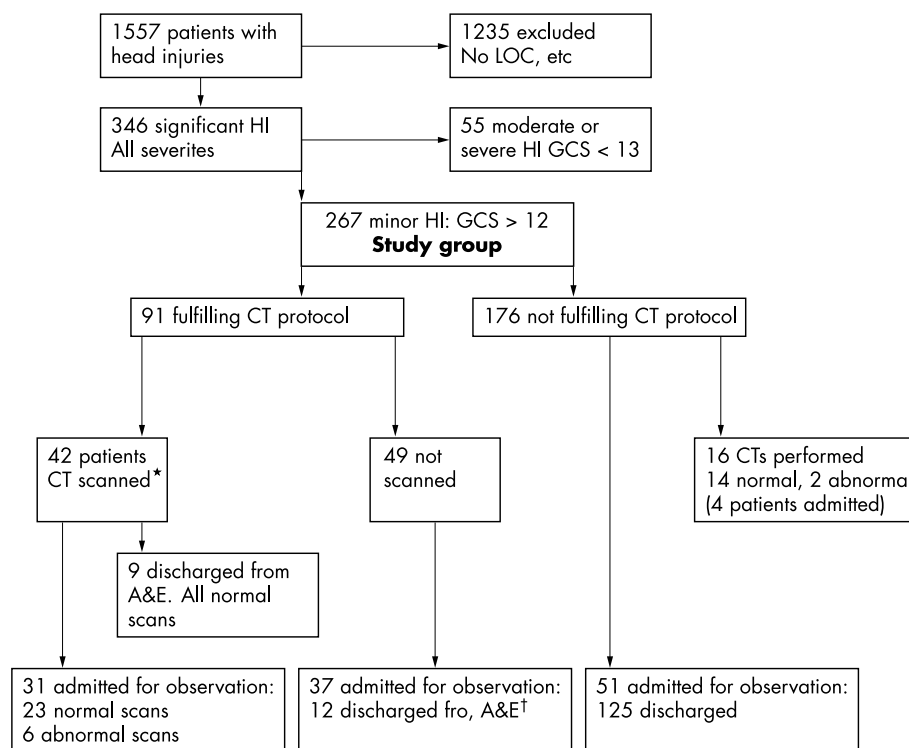 1557 patients with
head injuries
1235 excluded
No LOC, etc
346 significant HI
All severites
55 moderate or
severe HI GCS < 13
267 minor HI: GCS > 12
Study group
91 fulfilling CT protocol
176 not fulfilling CT protocol
42 patients
CT scanned*
49 not
scanned
16 CTs performed
14 normal, 2 abnorma
(4 patients admitted)
9 discharged from
A&E. All normal
scans
31 admitted for observation:
23 normal scans
6 abnormal scans
37 admitted for observation:
12 discharged fro, A&E†
51 admitted for observation:
125 discharged